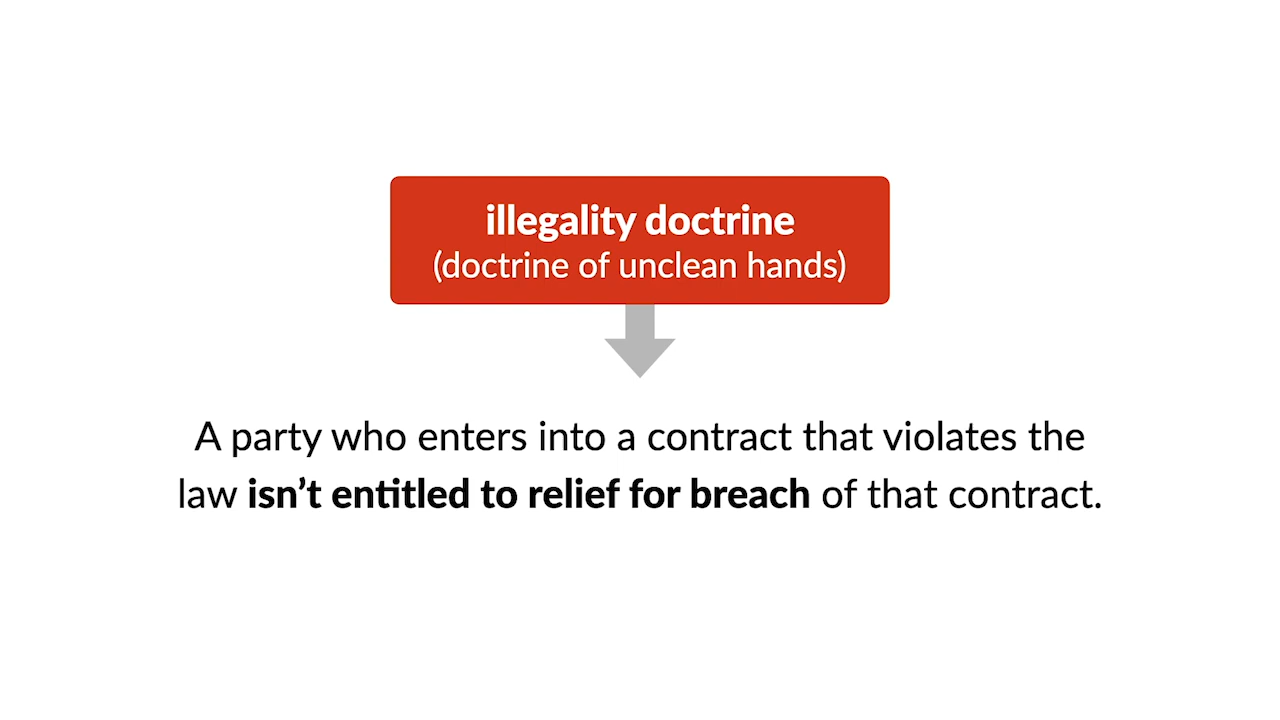 illegality doctrine
(doctrine of unclean hands)
A party who enters into a contract that violates the
law isn’t entitled to relief for breach of that contract.